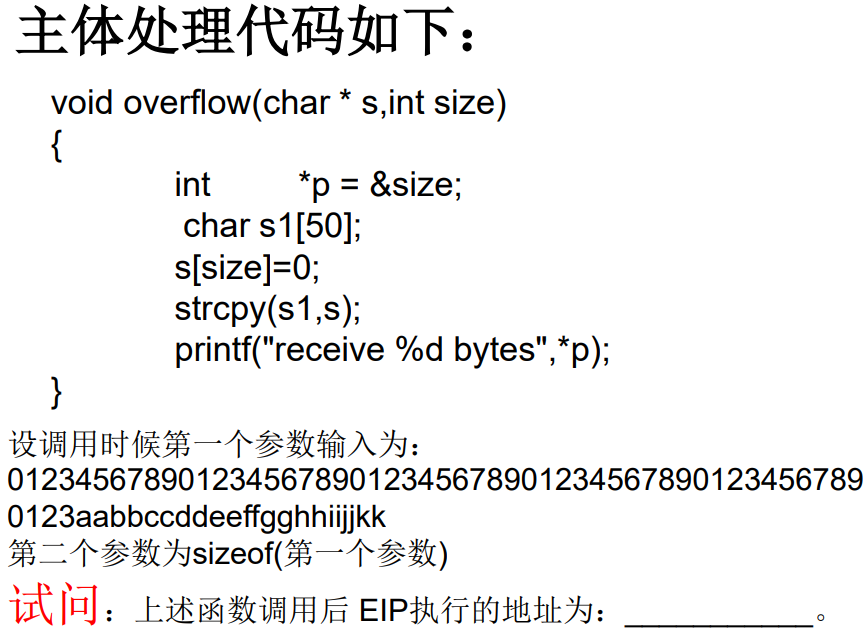 主体处理代码如下：
void overflow(char * s,int size)
{
int *p = &size;
char s1[50];
s[size]=0;
strcpy(s1,s);
printf("receive %d bytes",*p);
}
设调用时候第一个参数输入为：
01234567890123456789012345678901234567890123456789
0123aabbccddeeffgghhiijjkk
第二个参数为sizeof(第一个参数)
试问：上述函数调用后 EIP执行的地址为：___________。